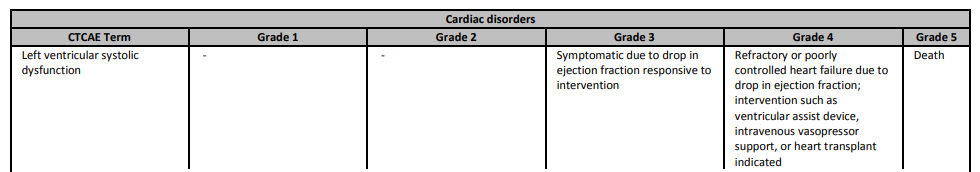 Cardiac disorders
CTCAE Term Grade 1 Grade 2 Grade 3 Grade 4 Grade 5
Left ventricular systolic - - Symptomatic due to drop in Refractory or poorly Death
dysfunction ejection fraction responsive to controlled heart failure due to
intervention drop in ejection fraction;
intervention such as
ventricular assist device,
intravenous vasopressor
support, or heart transplant
indicated